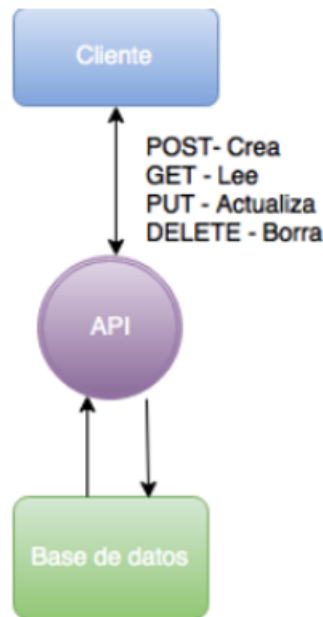 Cliente
POST- Crea
GET - Lee
PUT - Actualiza
DELETE - Borra
API
Base de datos